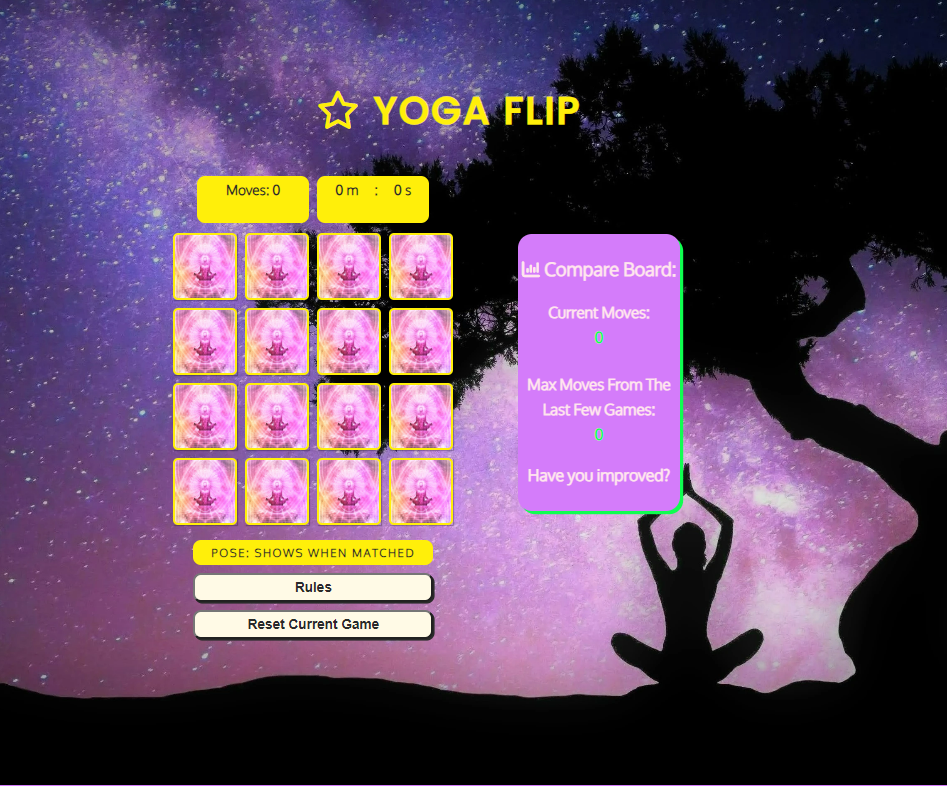 YOGA FLIP
Moves: 0
0 m : 0 s
Compare Board:
Current Moves:
0
Max Moves From The
Last Few Games:
0
Have you improved?
POSE: SHOWS WHEN MATCHED
Rules
Reset Current Game